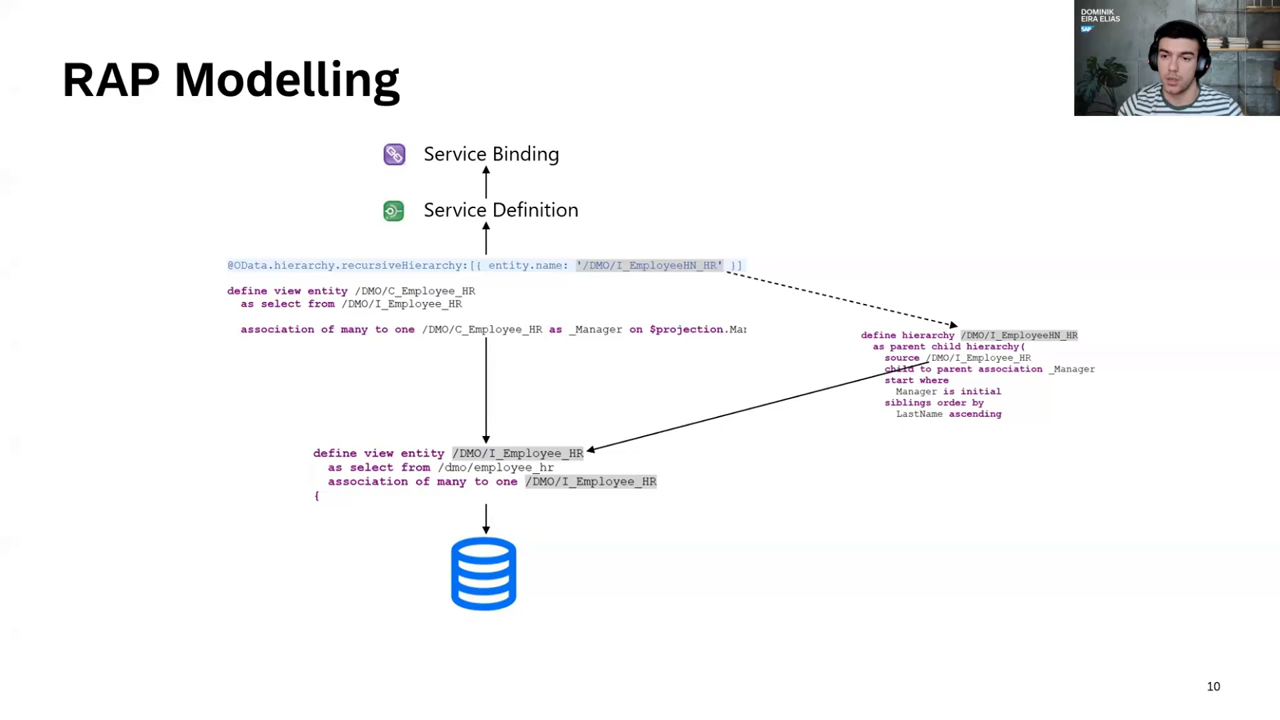 DOMINIK
EIRA ELIAS
SAP
RAP Modelling
Service Binding
Service Definition
@OData.hierarchy.recursiveHierarchy:[{ entity.name: '/DMO/I_EmployeeHN_HR' }]
define view entity /DMO/C_Employee_HR
as select from /DMO/I_Employee_HR
association of many to one /DMO/C_Employee_HR as _Manager on $projection.Mar
define hierarchy /DMO/I_EmployeeHN_HR
as parent child hierarchy(
source /DMO/I_Employee_HR
child to parent association _Manager
start where
Manager is initial
siblings order by
LastName ascending
define view entity /DMO/I_Employee_HR
as select from /dmo/employee_hr
association of many to one /DMO/I_Employee_HR
{
10